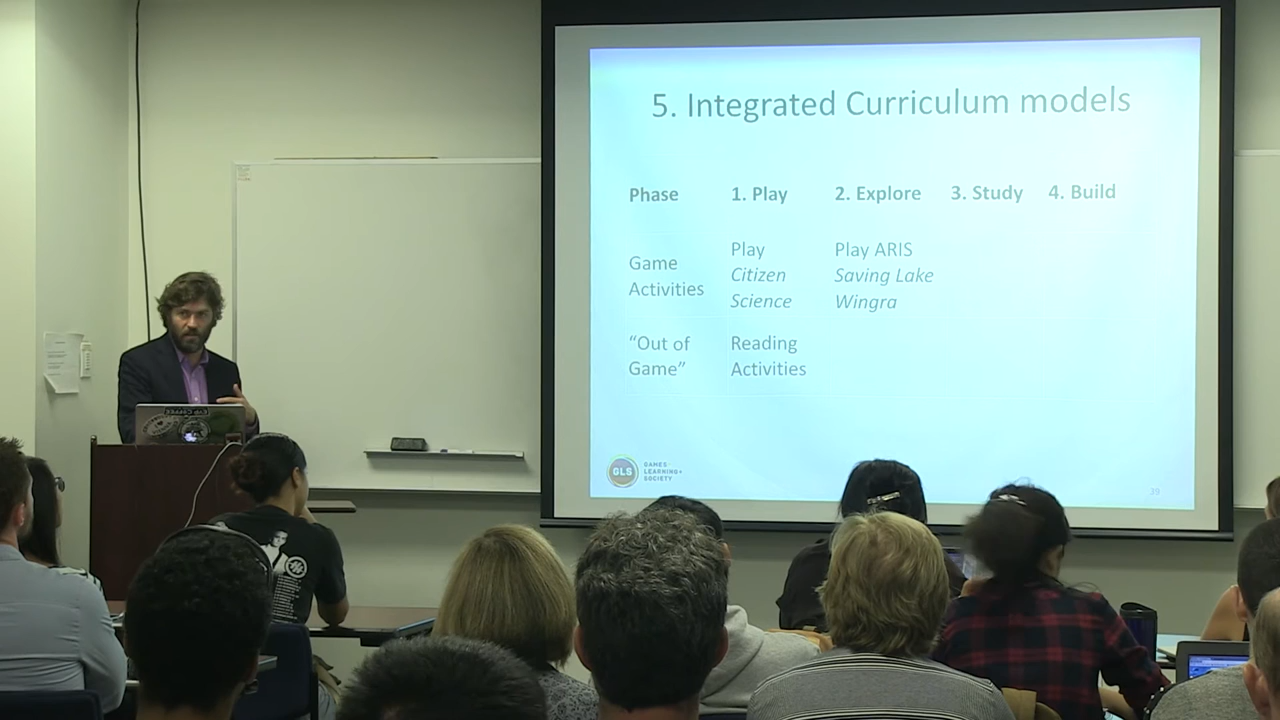 5. Integrated Curriculum models
Phase 1. Play 2. Explore 3. Study 4. Build
Game Activities
Play Citizen Science
Play ARIS Saving Lake Wingra
"Out of Game"
Reading Activities
GLS
GAMES
LEARNING+
SOCIETY
39